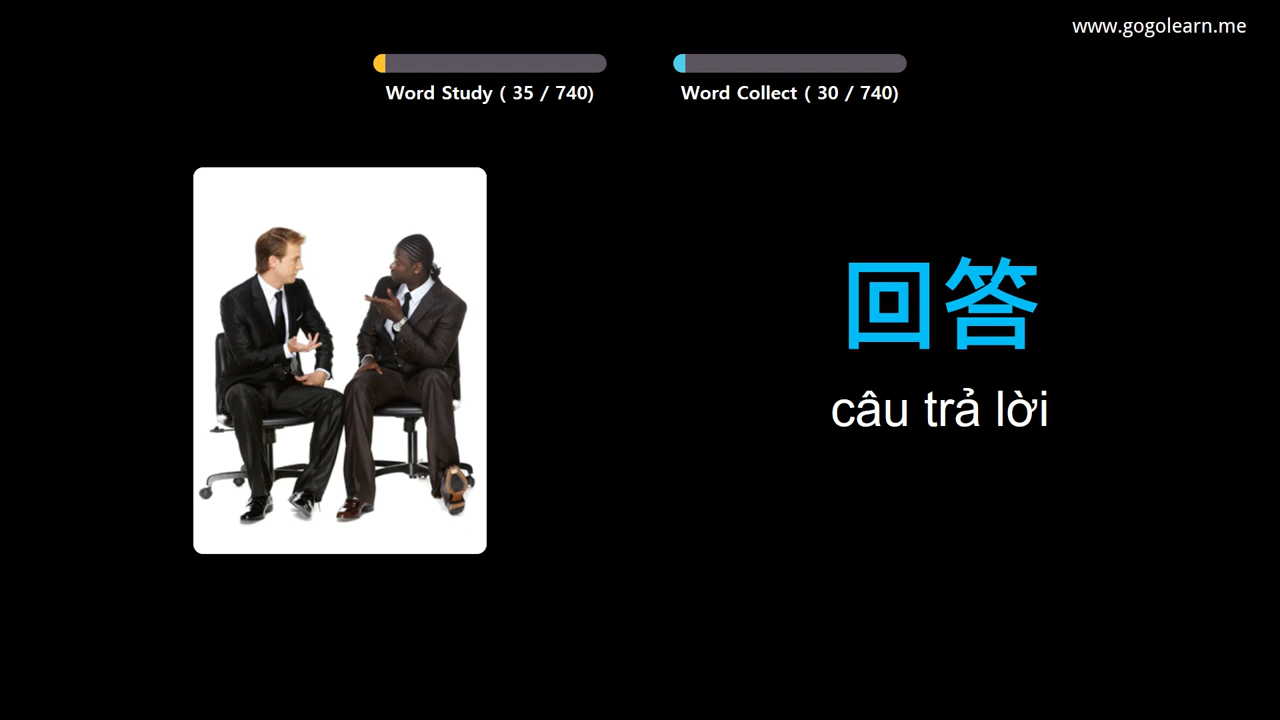 www.gogolearn.me
Word Study ( 35 / 740)
Word Collect ( 30 / 740)
回答
câu trả lời